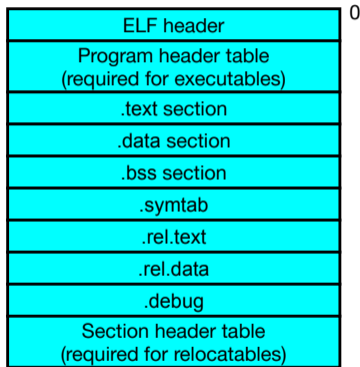 ELF header
0
Program header table
(required for executables)
.text section
.data section
.bss section
.symtab
.rel.text
.rel.data
.debug
Section header table
(required for relocatables)